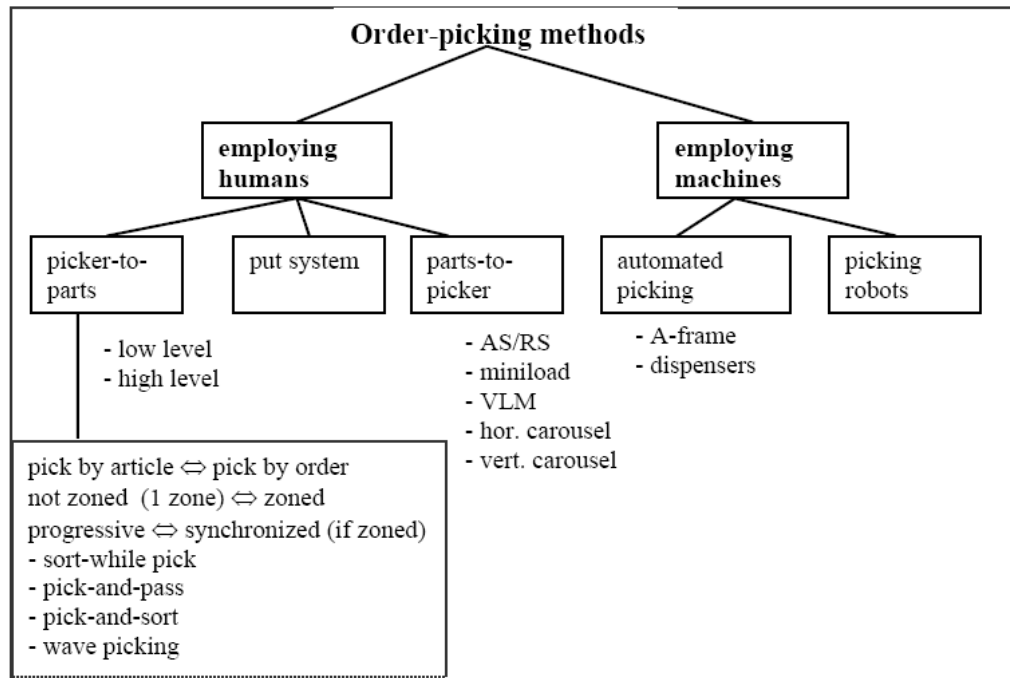 Order-picking methods
employing
humans
employing
machines
picker-to-
parts
put system
parts-to-
picker
automated
picking
picking
robots
- low level
- high level
- AS/RS
- miniload
- VLM
- hor. carousel
- vert. carousel
- A-frame
- dispensers
pick by article ⇔ pick by order
not zoned (1 zone) ⇔ zoned
progressive ⇔ synchronized (if zoned)
- sort-while pick
- pick-and-pass
- pick-and-sort
- wave picking